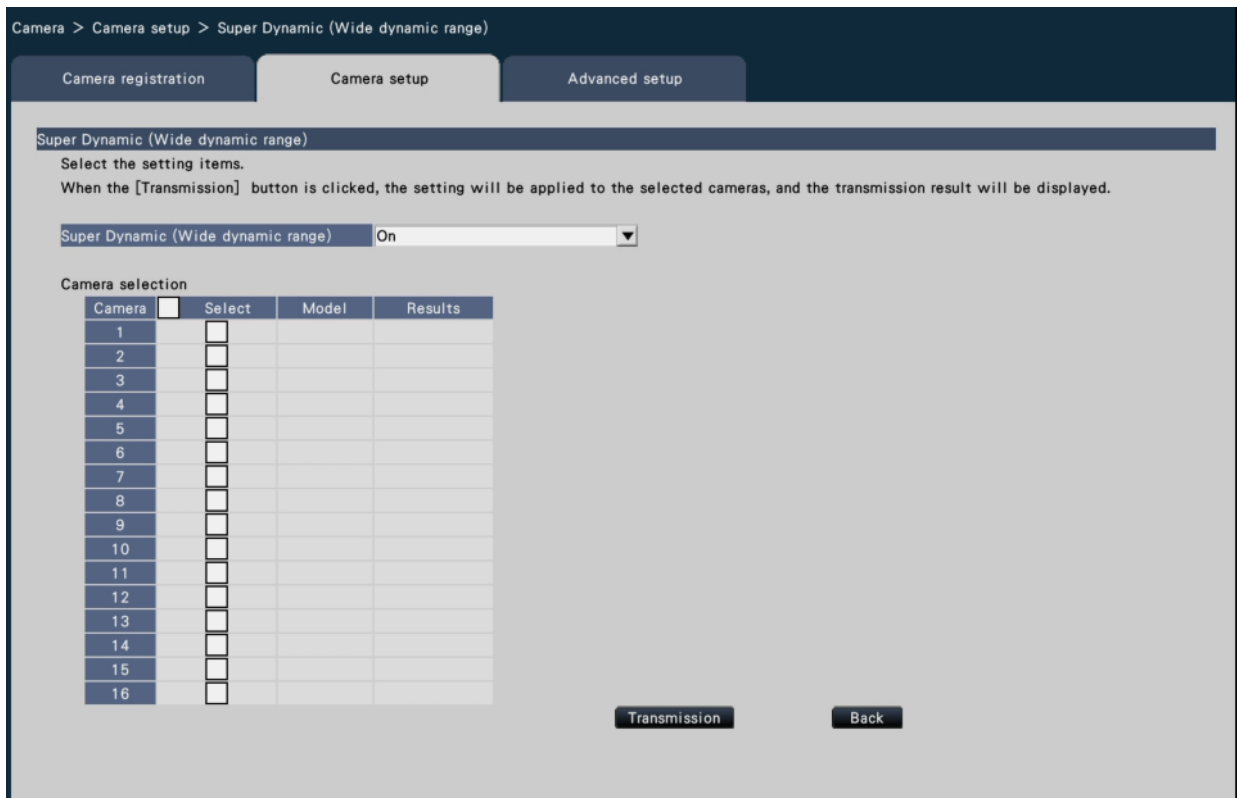 Camera > Camera setup > Super Dynamic (Wide dynamic range)
Camera registration Camera setup Advanced setup
Super Dynamic (Wide dynamic range)
Select the setting items.
When the [Transmission] button is clicked, the setting will be applied to the selected cameras, and the transmission result will be displayed.
Super Dynamic (Wide dynamic range) On
Camera selection
Camera Select Model Results
1
2
3
4
5
6
7
8
9
10
11
12
13
14
15
16
Transmission Back